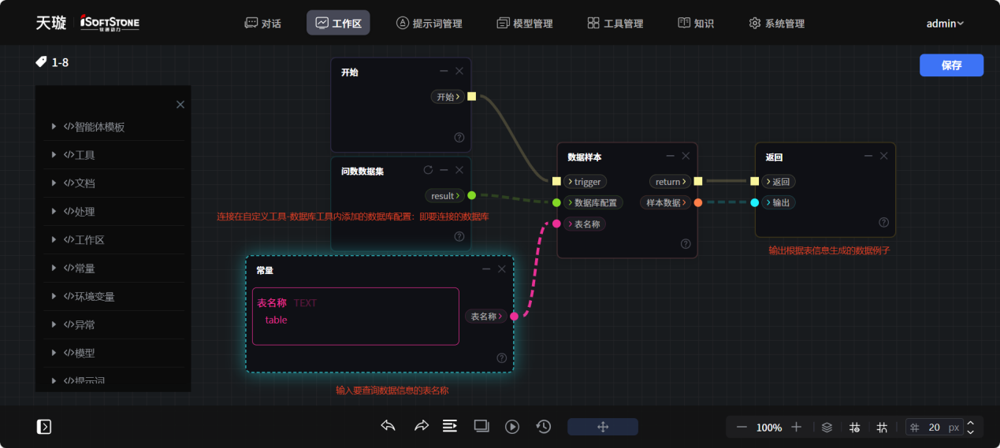 天璇 iSoftStone 软通动力 对话 工作区 提示词管理 模型管理 工具管理 知识 系统管理 admin
1-8
保存
智能体模板
工具
文档
处理
工作区
常量
环境变量
异常
模型
提示词
开始
开始
问数数据集
result
连接在自定义工具-数据库工具内添加的数据库配置：即要连接的数据库
常量
表名称 TEXT
table
表名称
输入要查询数据信息的表名称
数据样本
trigger return
数据库配置 样本数据
表名称
返回
返回
输出
输出根据表信息生成的数据例子
100% 20 px